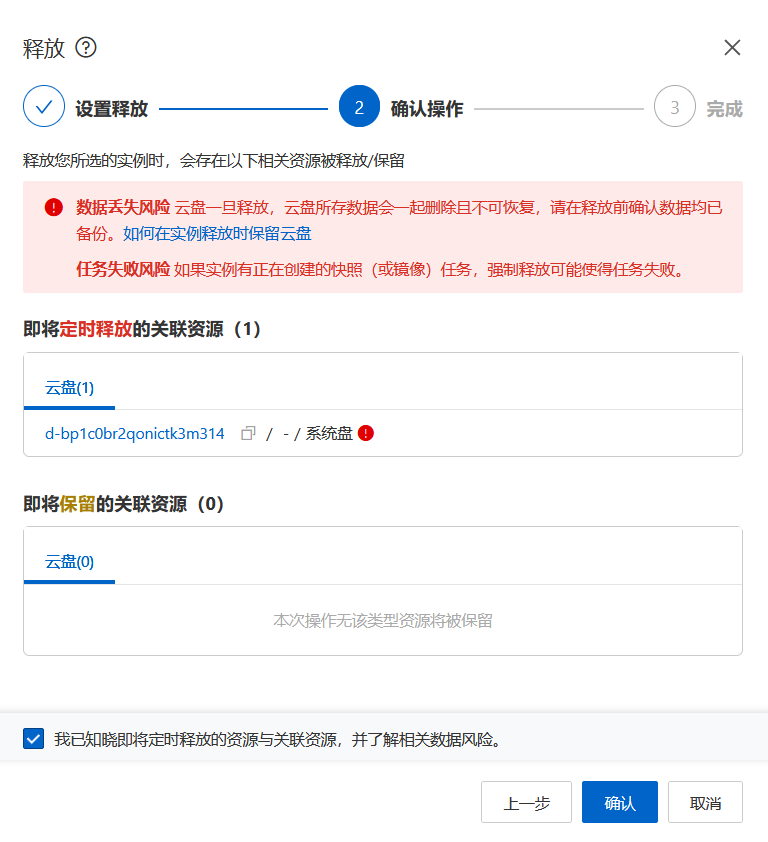 释放
设置释放
2 确认操作
3 完成
释放您所选的实例时，会存在以下相关资源被释放/保留
数据丢失风险 云盘一旦释放，云盘所存数据会一起删除且不可恢复，请在释放前确认数据均已
备份。如何在实例释放时保留云盘
任务失败风险 如果实例有正在创建的快照（或镜像）任务，强制释放可能使得任务失败。
即将定时释放的关联资源（1）
云盘(1)
d-bp1c0br2qonictk3m314 / - / 系统盘
即将保留的关联资源（0）
云盘(0)
本次操作无该类型资源将被保留
我已知晓即将定时释放的资源与关联资源，并了解相关数据风险。
上一步 确认 取消